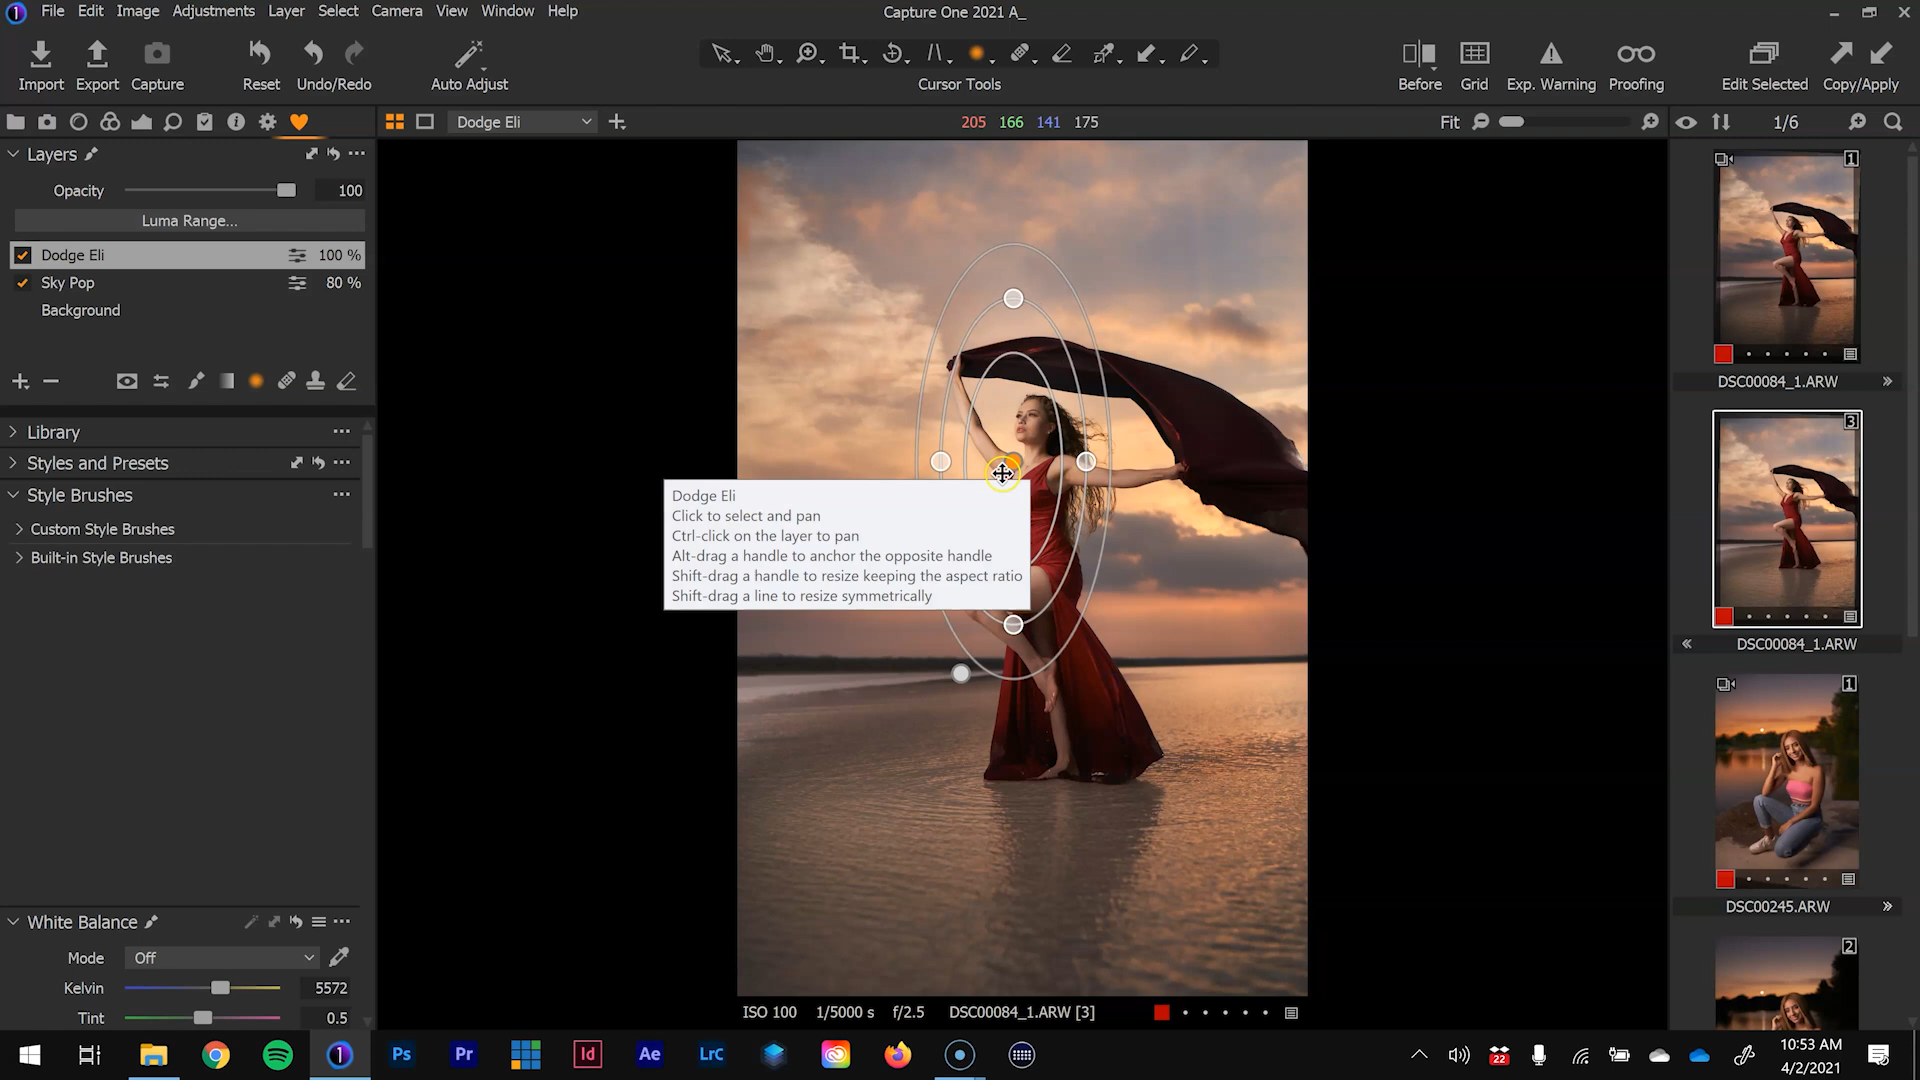 File Edit Image Adjustments Layer Select Camera View Window Help
Capture One 2021 A_
Import Export Capture Reset Undo/Redo Auto Adjust
Cursor Tools
Before Grid Exp. Warning Proofing Edit Selected Copy/Apply
Dodge Eli
205 166 141 175
Fit
1/6
Layers
Opacity 100
Luma Range...
Dodge Eli 100 %
Sky Pop 80 %
Background
Library
Styles and Presets
Style Brushes
Custom Style Brushes
Built-in Style Brushes
White Balance
Mode Off
Kelvin 5572
Tint 0.5
Dodge Eli
Click to select and pan
Ctrl-click on the layer to pan
Alt-drag a handle to anchor the opposite handle
Shift-drag a handle to resize keeping the aspect ratio
Shift-drag a line to resize symmetrically
ISO 100 1/5000 s f/2.5 DSC00084_1.ARW [3]
1
DSC00084_1.ARW
3
DSC00084_1.ARW
1
DSC00245.ARW
2
1 Ps Pr Id Ae LrC
22
10:53 AM
4/2/2021